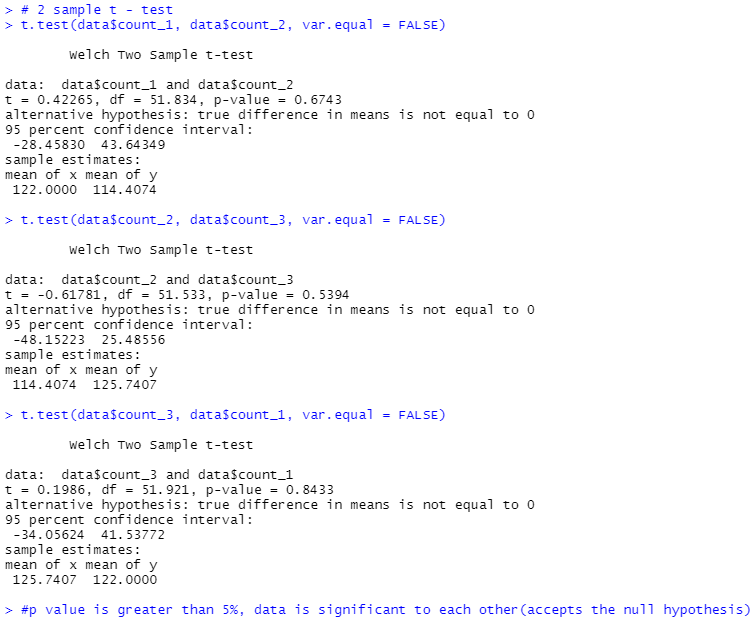 > # 2 sample t - test
> t.test(data$count_1, data$count_2, var.equal = FALSE)
Welch Two Sample t-test
data:  data$count_1 and data$count_2
t = 0.42265, df = 51.834, p-value = 0.6743
alternative hypothesis: true difference in means is not equal to 0
95 percent confidence interval:
-28.45830  43.64349
sample estimates:
mean of x mean of y
122.0000  114.4074
> t.test(data$count_2, data$count_3, var.equal = FALSE)
Welch Two Sample t-test
data:  data$count_2 and data$count_3
t = -0.61781, df = 51.533, p-value = 0.5394
alternative hypothesis: true difference in means is not equal to 0
95 percent confidence interval:
-48.15223  25.48556
sample estimates:
mean of x mean of y
114.4074  125.7407
> t.test(data$count_3, data$count_1, var.equal = FALSE)
Welch Two Sample t-test
data:  data$count_3 and data$count_1
t = 0.1986, df = 51.921, p-value = 0.8433
alternative hypothesis: true difference in means is not equal to 0
95 percent confidence interval:
-34.05624  41.53772
sample estimates:
mean of x mean of y
125.7407  122.0000
> #p value is greater than 5%, data is significant to each other(accepts the null hypothesis)